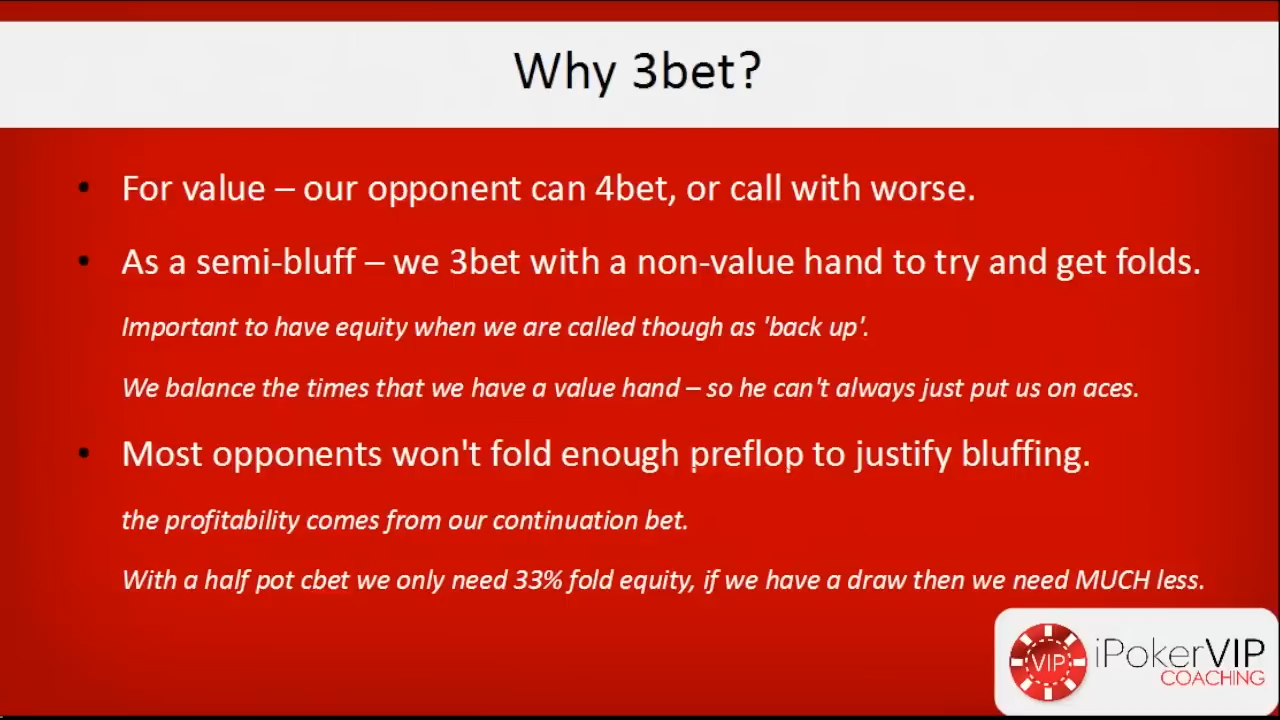 Why 3bet?
• For value – our opponent can 4bet, or call with worse.
• As a semi-bluff – we 3bet with a non-value hand to try and get folds.
Important to have equity when we are called though as 'back up'.
We balance the times that we have a value hand – so he can't always just put us on aces.
• Most opponents won't fold enough preflop to justify bluffing.
the profitability comes from our continuation bet.
With a half pot cbet we only need 33% fold equity, if we have a draw then we need MUCH less.
VIP
iPokerVIP
COACHING